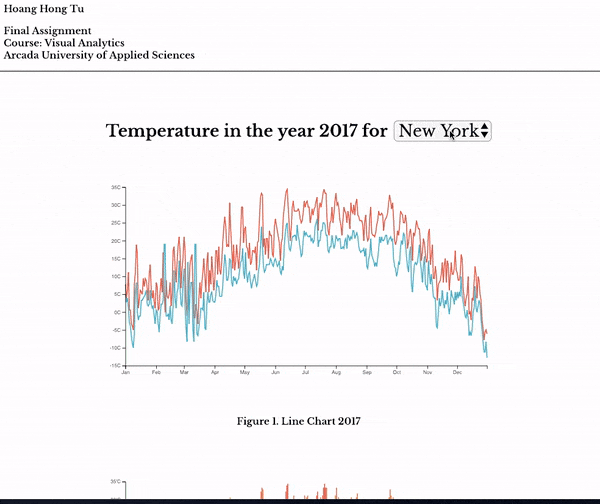 Hoang Hong Tu
Final Assignment
Course: Visual Analytics
Arcada University of Applied Sciences
Temperature in the year 2017 for New York
35C
30C
25C
20C
15C
10C
5C
0C
-5C
-10C
-15C
Jan Feb Mar Apr May Jun Jul Aug Sep Oct Nov Dec
Figure 1. Line Chart 2017
35°C